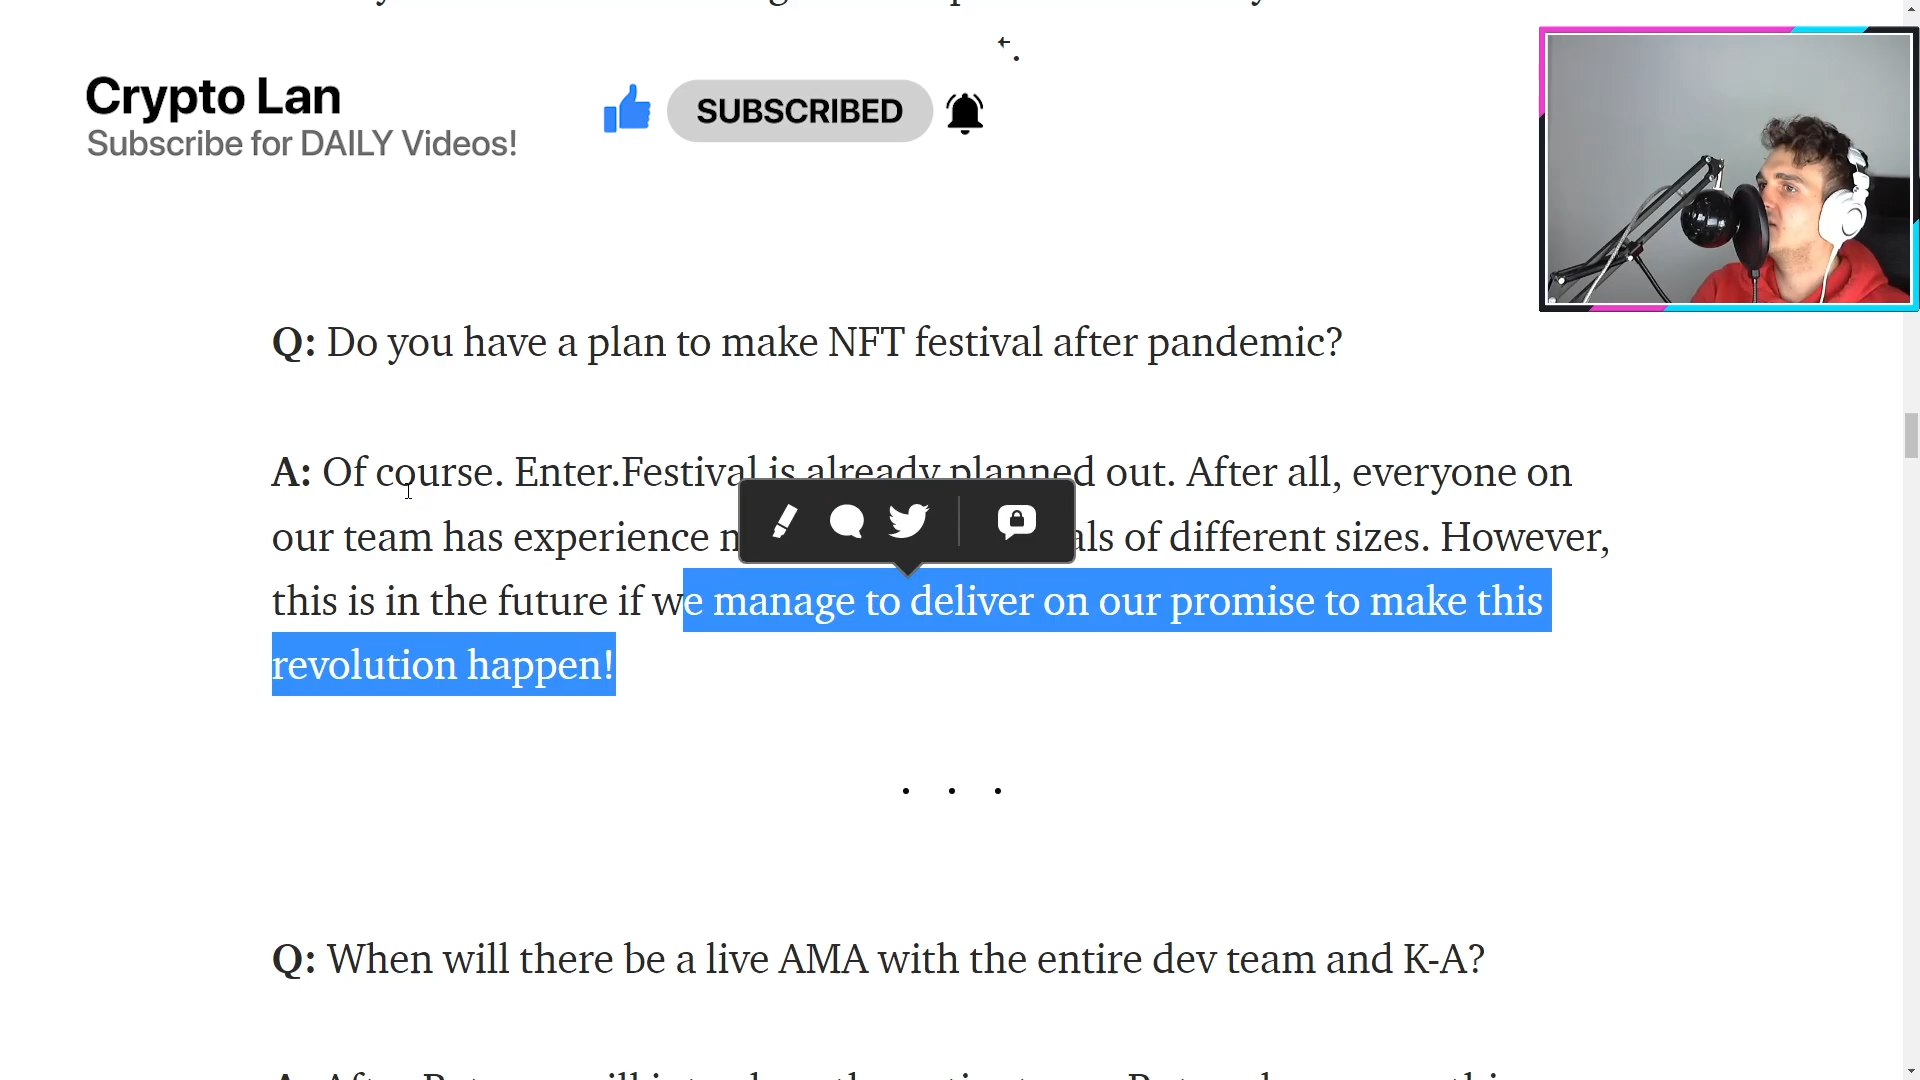 Crypto Lan
Subscribe for DAILY Videos!
SUBSCRIBED
Q: Do you have a plan to make NFT festival after pandemic?
A: Of course. Enter.Festival is already planned out. After all, everyone on
our team has experience of different sizes. However,
this is in the future if we manage to deliver on our promise to make this
revolution happen!
Q: When will there be a live AMA with the entire dev team and K-A?